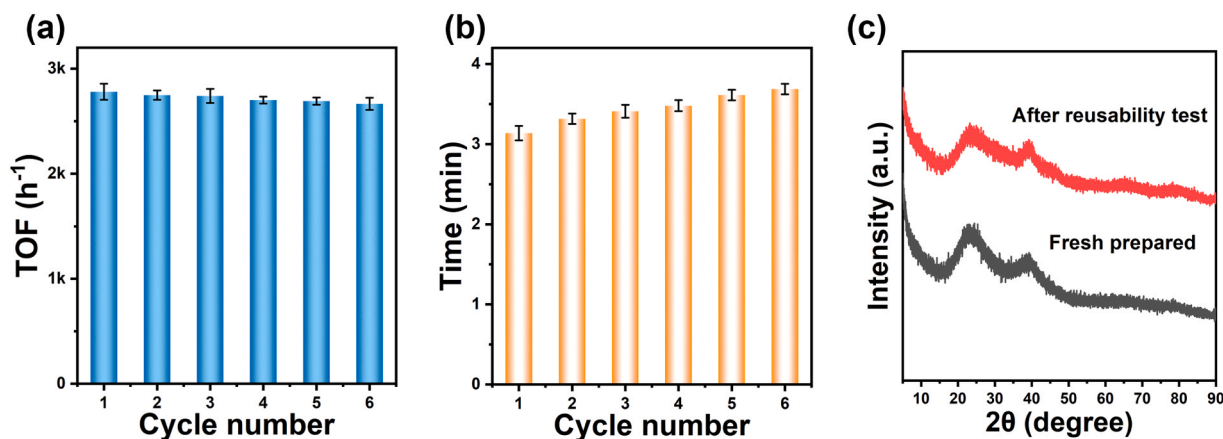 (a)
3k
2k
1k
0
TOF (h⁻¹)
1 2 3 4 5 6
Cycle number
(b)
4
3
2
1
0
Time (min)
1 2 3 4 5 6
Cycle number
(c)
After reusability test
Fresh prepared
Intensity (a.u.)
10 20 30 40 50 60 70 80 90
2θ (degree)